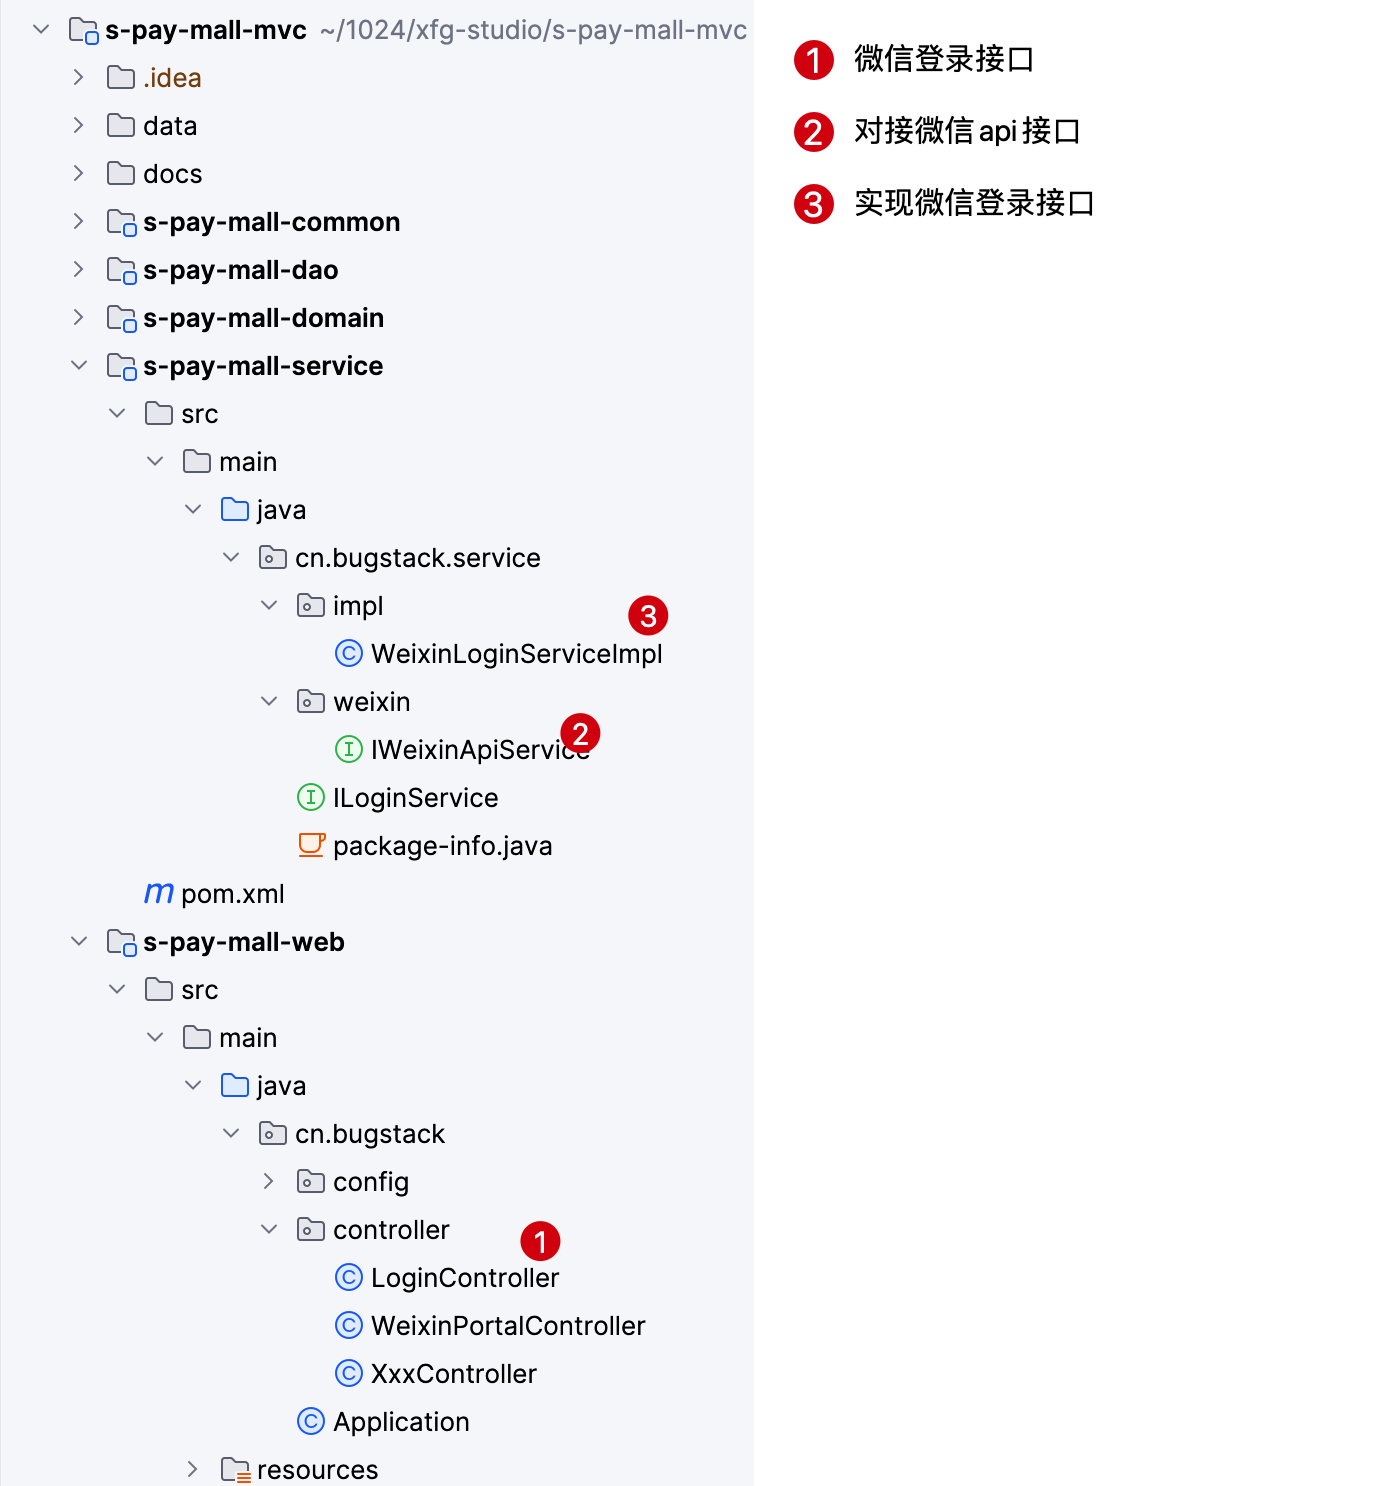 s-pay-mall-mvc ~/1024/xfg-studio/s-pay-mall-mvc
.idea
data
docs
s-pay-mall-common
s-pay-mall-dao
s-pay-mall-domain
s-pay-mall-service
src
main
java
cn.bugstack.service
impl
3
C WeixinLoginServiceImpl
weixin
2
I IWeixinApiService
I ILoginService
package-info.java
m pom.xml
s-pay-mall-web
src
main
java
cn.bugstack
config
controller
1
C LoginController
C WeixinPortalController
C XxxController
C Application
resources
1 微信登录接口
2 对接微信api接口
3 实现微信登录接口